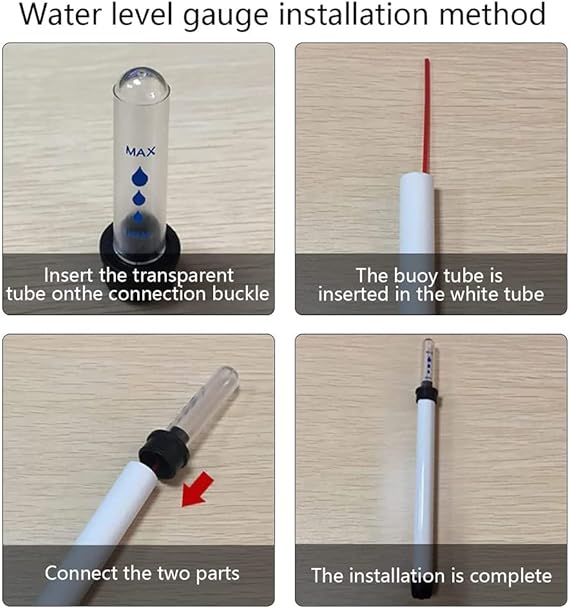 Water level gauge installation method
MAX
Insert the transparent
tube onthe connection buckle
The buoy tube is
inserted in the white tube
Connect the two parts
The installation is complete